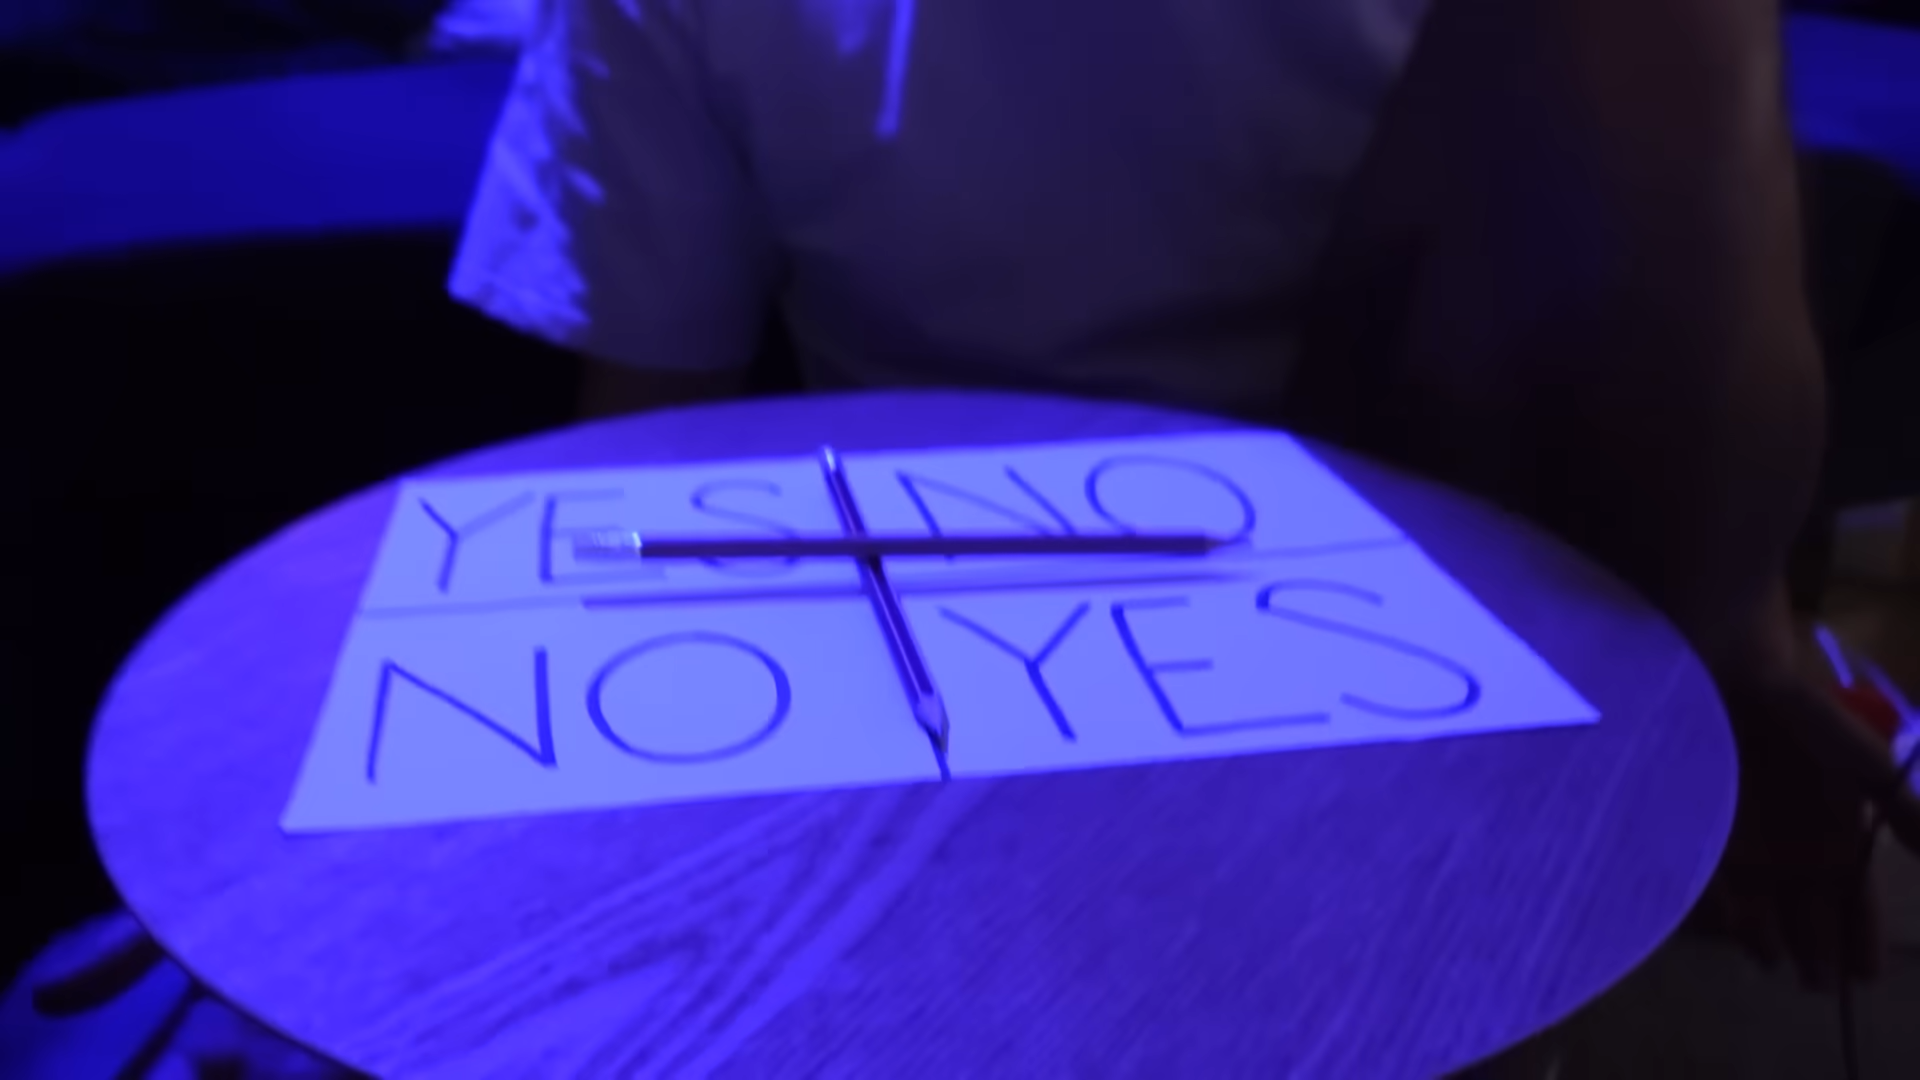 YES NO
NO YES